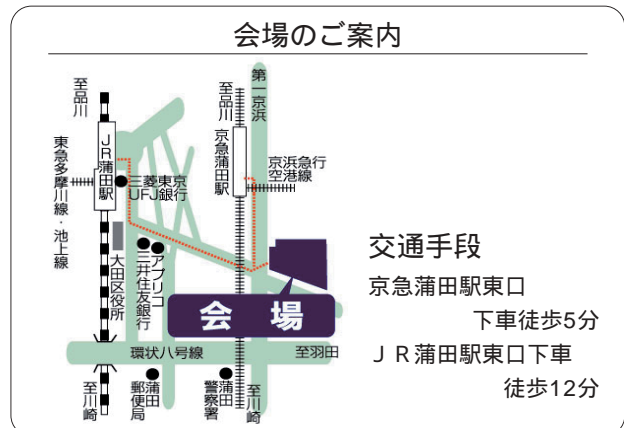 会場のご案内
至品川
JR蒲田駅
東急多摩川線・池上線
三菱東京
UFJ銀行
大田区役所
三井住友銀行
アプリコ
至品川
京急蒲田駅
第一京浜
京浜急行
空港線
会場
環状八号線
至羽田
至川崎
蒲田
郵便局
蒲田
警察署
至川崎
交通手段
京急蒲田駅東口
下車徒歩5分
ＪＲ蒲田駅東口下車
徒歩12分